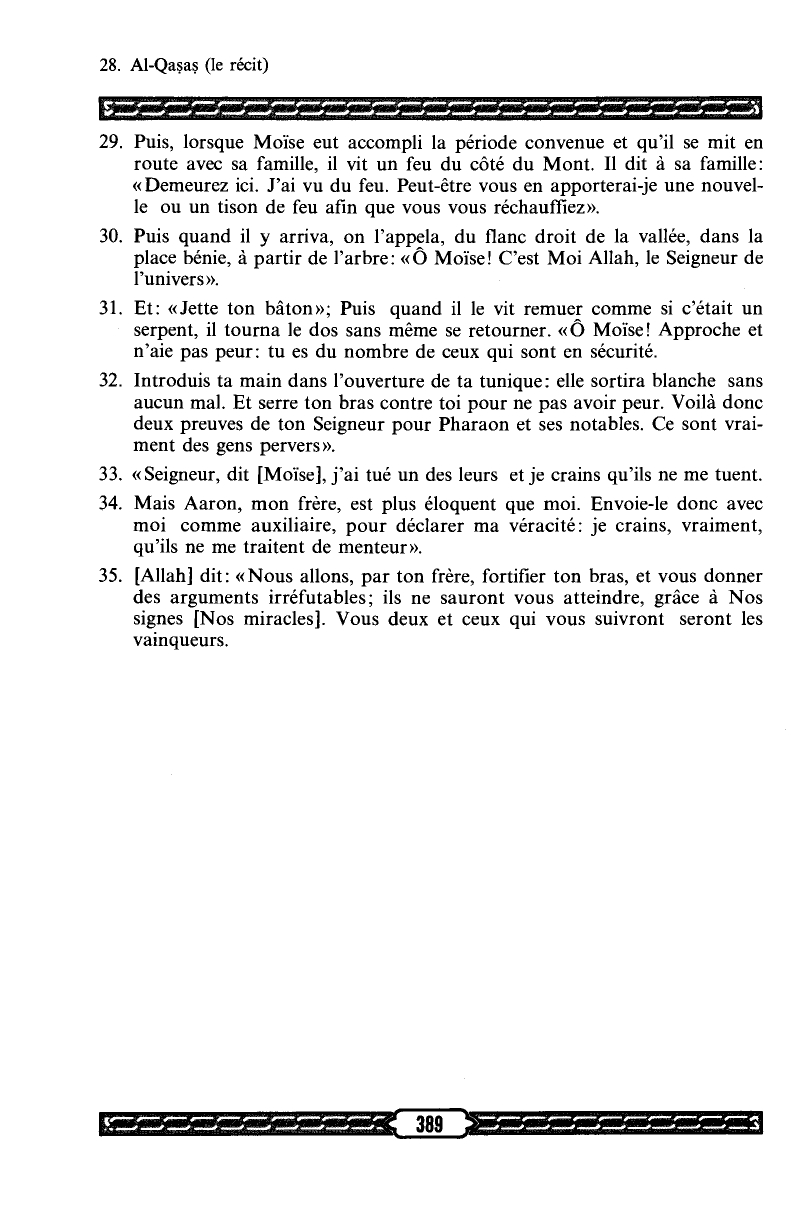 28. Al-Qaṣaṣ (le récit)
29. Puis, lorsque Moïse eut accompli la période convenue et qu'il se mit en
route avec sa famille, il vit un feu du côté du Mont. Il dit à sa famille:
«Demeurez ici. J'ai vu du feu. Peut-être vous en apporterai-je une nouvel-
le ou un tison de feu afin que vous vous réchauffiez».
30. Puis quand il y arriva, on l'appela, du flanc droit de la vallée, dans la
place bénie, à partir de l'arbre: «Ô Moïse! C'est Moi Allah, le Seigneur de
l'univers».
31. Et: «Jette ton bâton»; Puis quand il le vit remuer comme si c'était un
serpent, il tourna le dos sans même se retourner. «Ô Moïse! Approche et
n'aie pas peur: tu es du nombre de ceux qui sont en sécurité.
32. Introduis ta main dans l'ouverture de ta tunique: elle sortira blanche sans
aucun mal. Et serre ton bras contre toi pour ne pas avoir peur. Voilà donc
deux preuves de ton Seigneur pour Pharaon et ses notables. Ce sont vrai-
ment des gens pervers».
33. «Seigneur, dit [Moïse], j'ai tué un des leurs et je crains qu'ils ne me tuent.
34. Mais Aaron, mon frère, est plus éloquent que moi. Envoie-le donc avec
moi comme auxiliaire, pour déclarer ma véracité: je crains, vraiment,
qu'ils ne me traitent de menteur».
35. [Allah] dit: «Nous allons, par ton frère, fortifier ton bras, et vous donner
des arguments irréfutables; ils ne sauront vous atteindre, grâce à Nos
signes [Nos miracles]. Vous deux et ceux qui vous suivront seront les
vainqueurs.
389